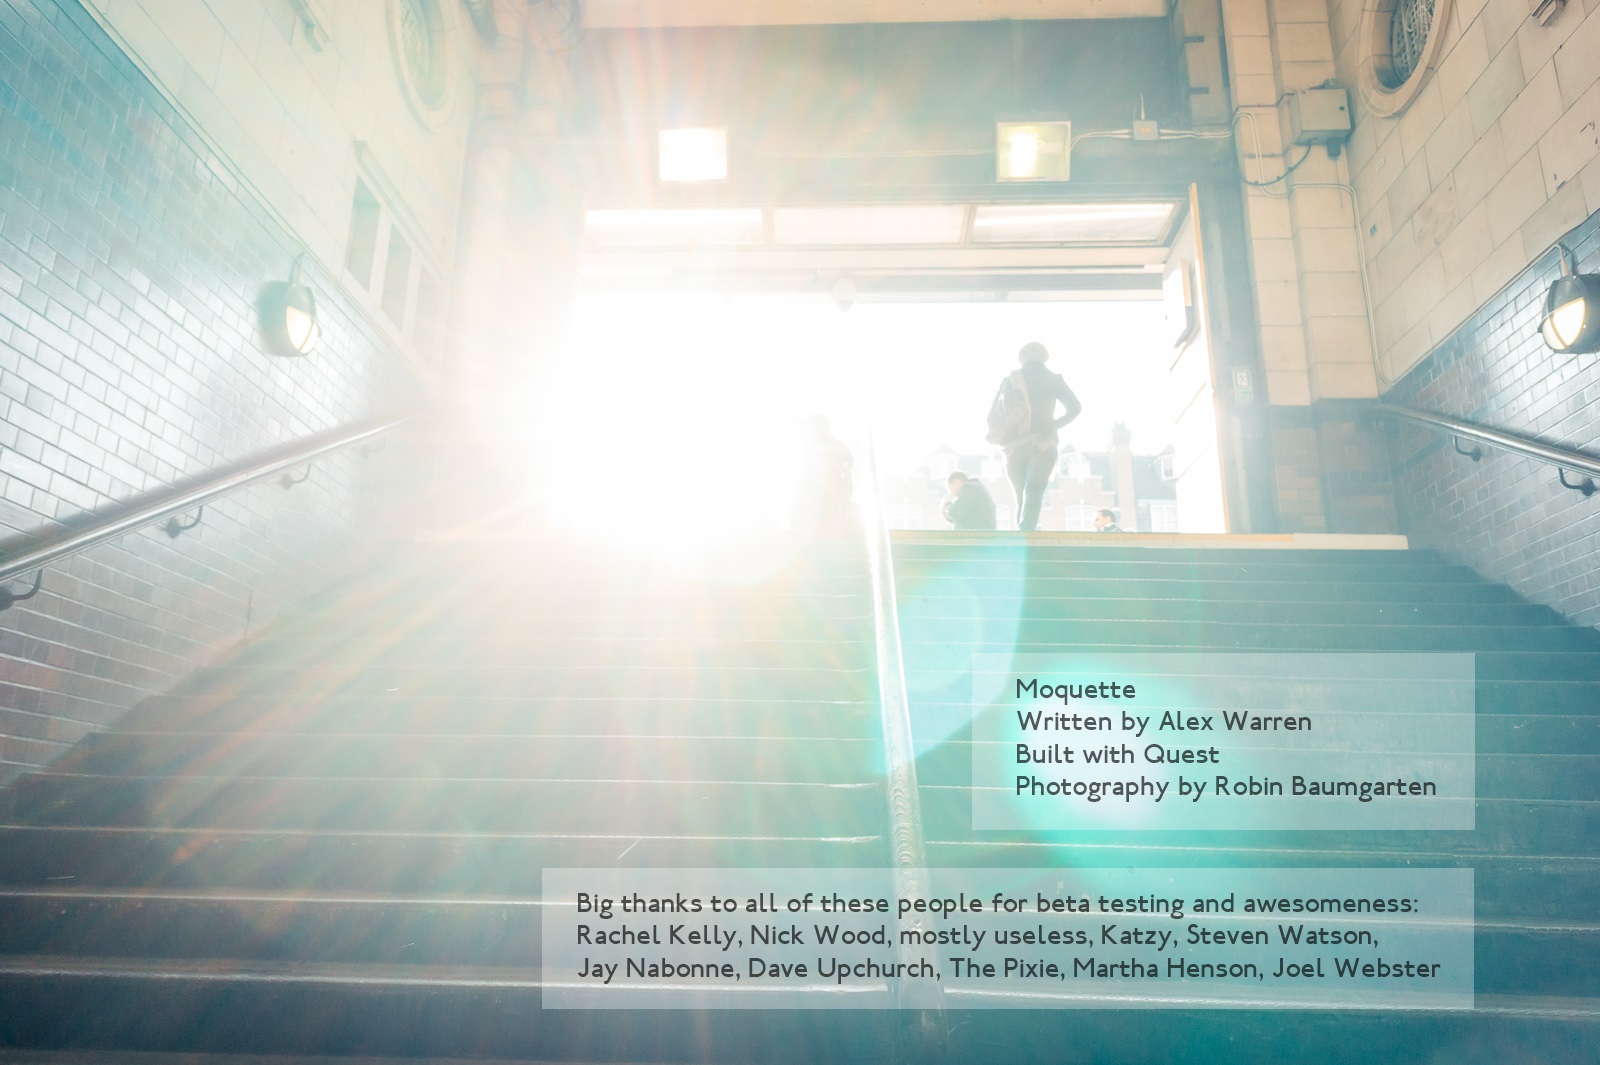 Moquette
Written by Alex Warren
Built with Quest
Photography by Robin Baumgarten
Big thanks to all of these people for beta testing and awesomeness:
Rachel Kelly, Nick Wood, mostly useless, Katzy, Steven Watson,
Jay Nabonne, Dave Upchurch, The Pixie, Martha Henson, Joel Webster